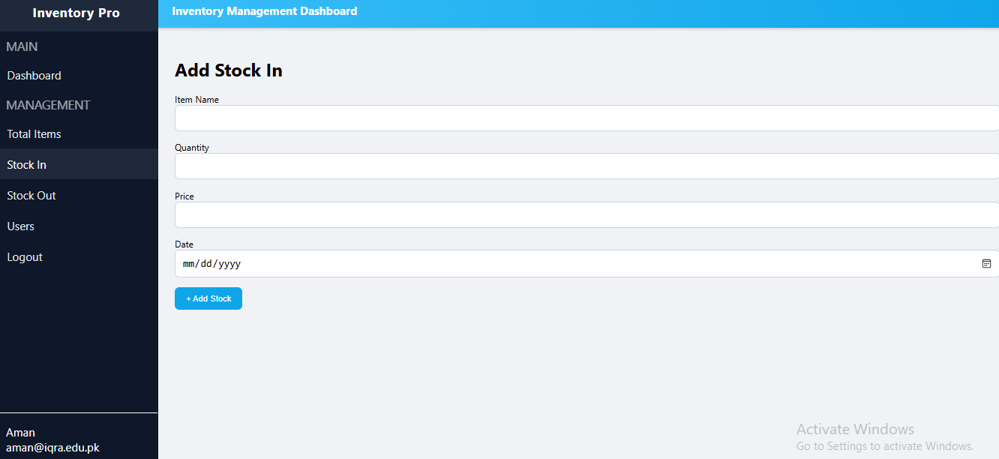 Inventory Pro
MAIN
Dashboard
MANAGEMENT
Total Items
Stock In
Stock Out
Users
Logout
Aman
aman@iqra.edu.pk
Inventory Management Dashboard
Add Stock In
Item Name
Quantity
Price
Date
mm/dd/yyyy
+ Add Stock
Activate Windows
Go to Settings to activate Windows.